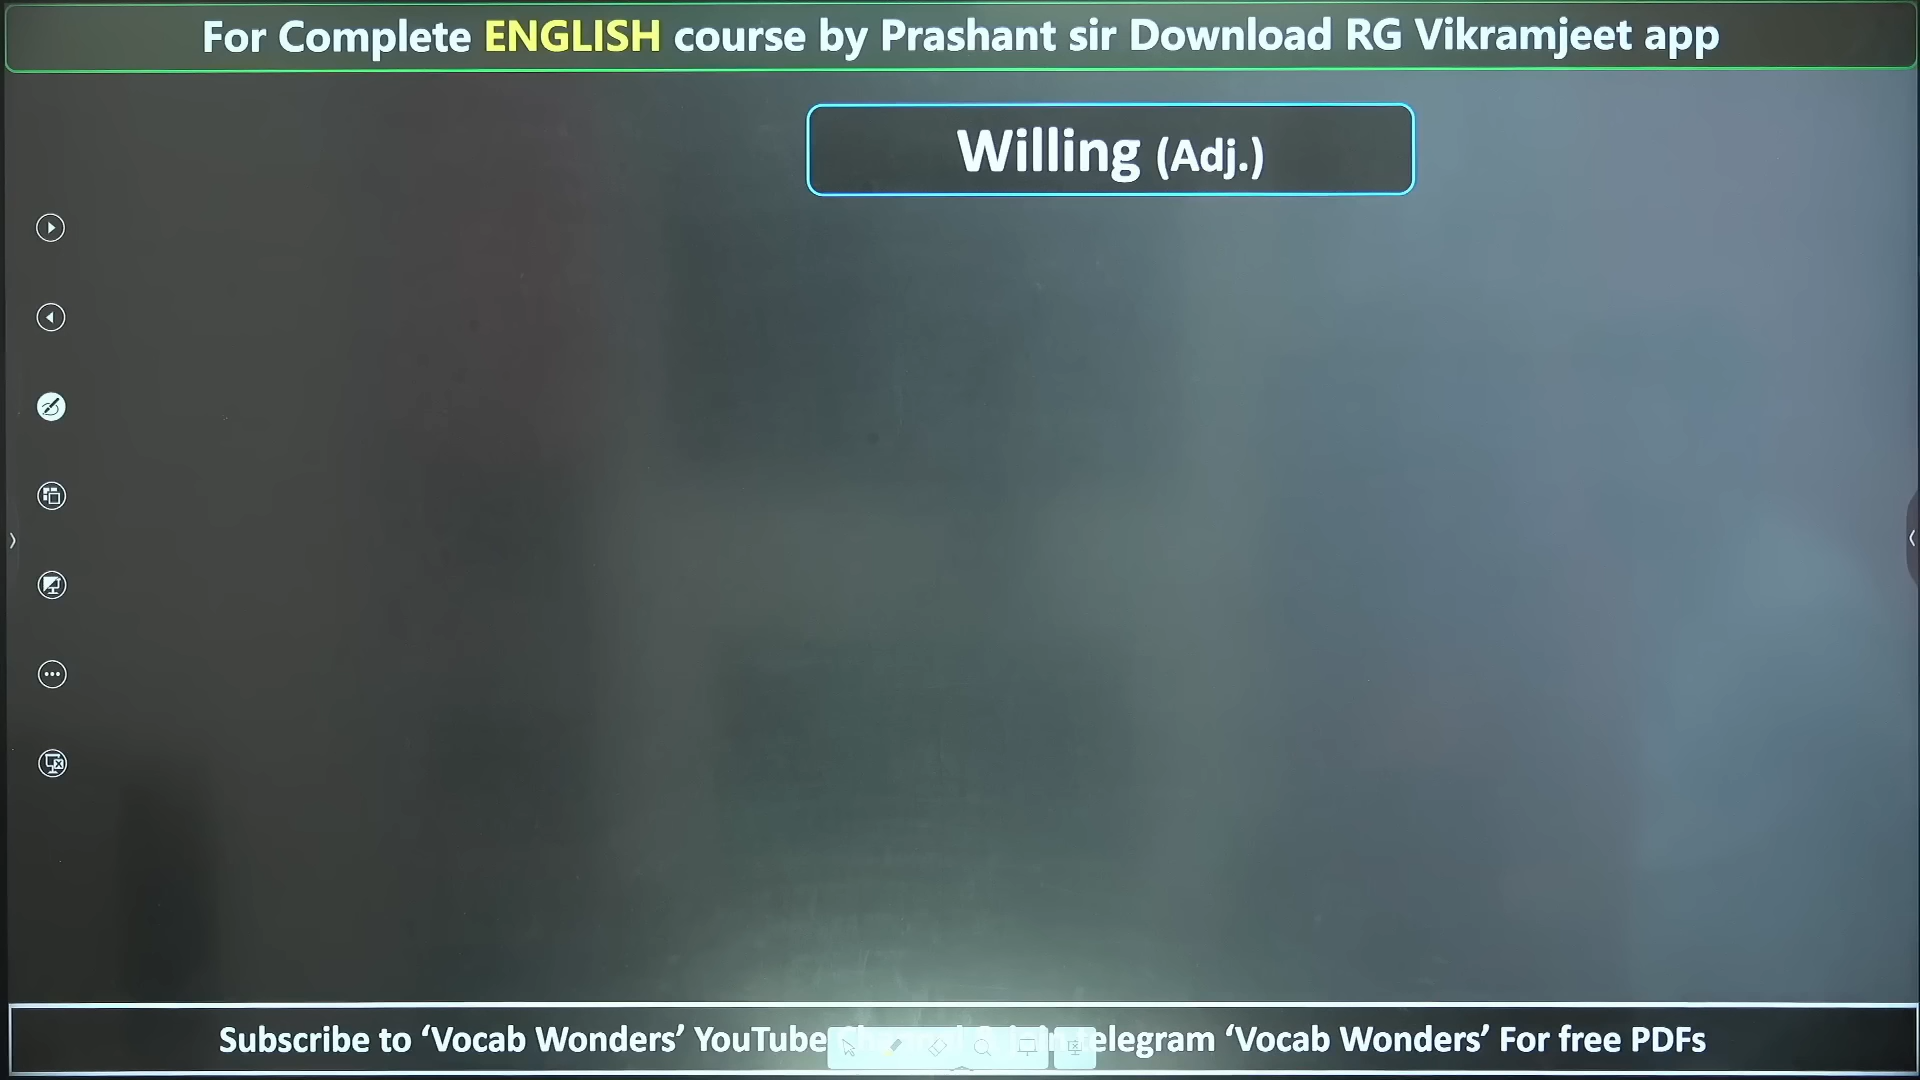 For Complete ENGLISH course by Prashant sir Download RG Vikramjeet app
Willing (Adj.)
Subscribe to ‘Vocab Wonders’ YouTube telegram ‘Vocab Wonders’ For free PDFs